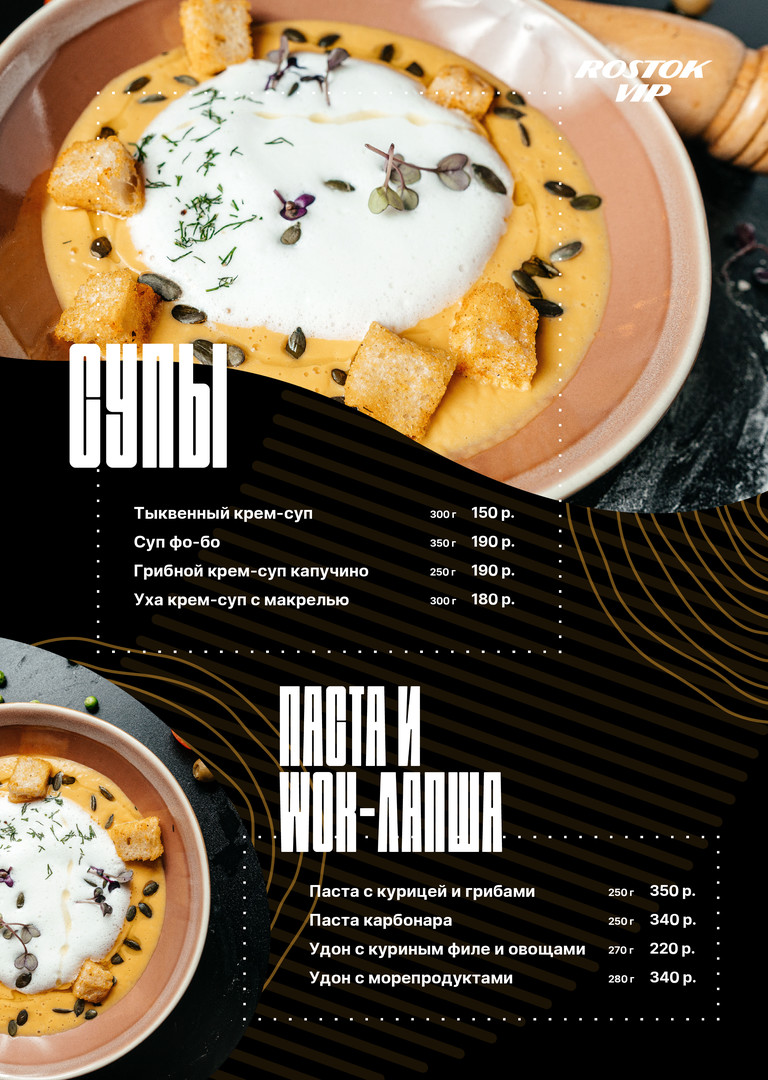 ROSTOK
VIP
СУПЫ
Тыквенный крем-суп 300 г 150 р.
Суп фо-бо 350 г 190 р.
Грибной крем-суп капучино 250 г 190 р.
Уха крем-суп с макрелью 300 г 180 р.
ПАСТА И
WOK-ЛАПША
Паста с курицей и грибами 250 г 350 р.
Паста карбонара 250 г 340 р.
Удон с куриным филе и овощами 270 г 220 р.
Удон с морепродуктами 280 г 340 р.